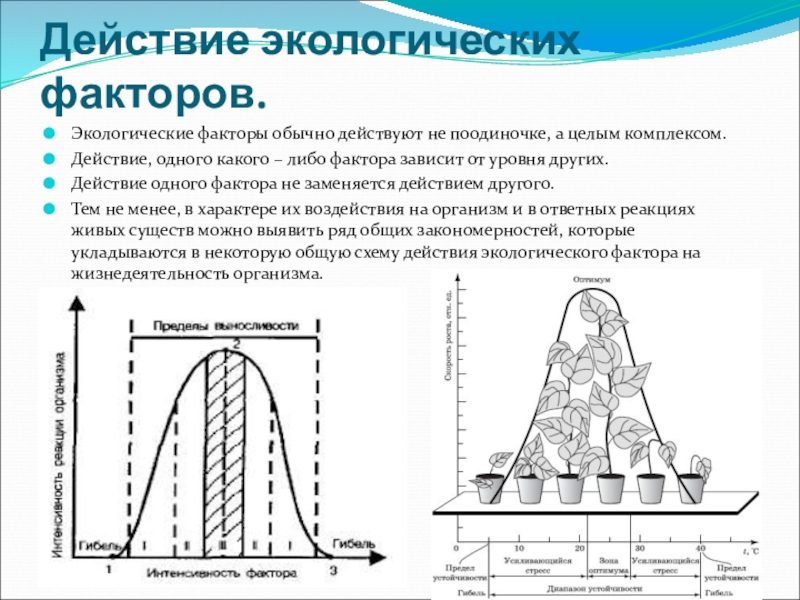 Действие экологических
факторов.
Экологические факторы обычно действуют не поодиночке, а целым комплексом.
Действие, одного какого – либо фактора зависит от уровня других.
Действие одного фактора не заменяется действием другого.
Тем не менее, в характере их воздействия на организм и в ответных реакциях
живых существ можно выявить ряд общих закономерностей, которые
укладываются в некоторую общую схему действия экологического фактора на
жизнедеятельность организма.
Интенсивность реакции организма
Пределы выносливости
2
Гибель
I
II
III
II
I
Гибель
1
Интенсивность фактора
3
Оптимум
Скорость роста, отн. ед.
0
10
20
30
40
t, °C
Предел
устойчивости
Усиливающийся
стресс
Зона
оптимума
Усиливающийся
стресс
Предел
устойчивости
Гибель
Диапазон устойчивости
Гибель